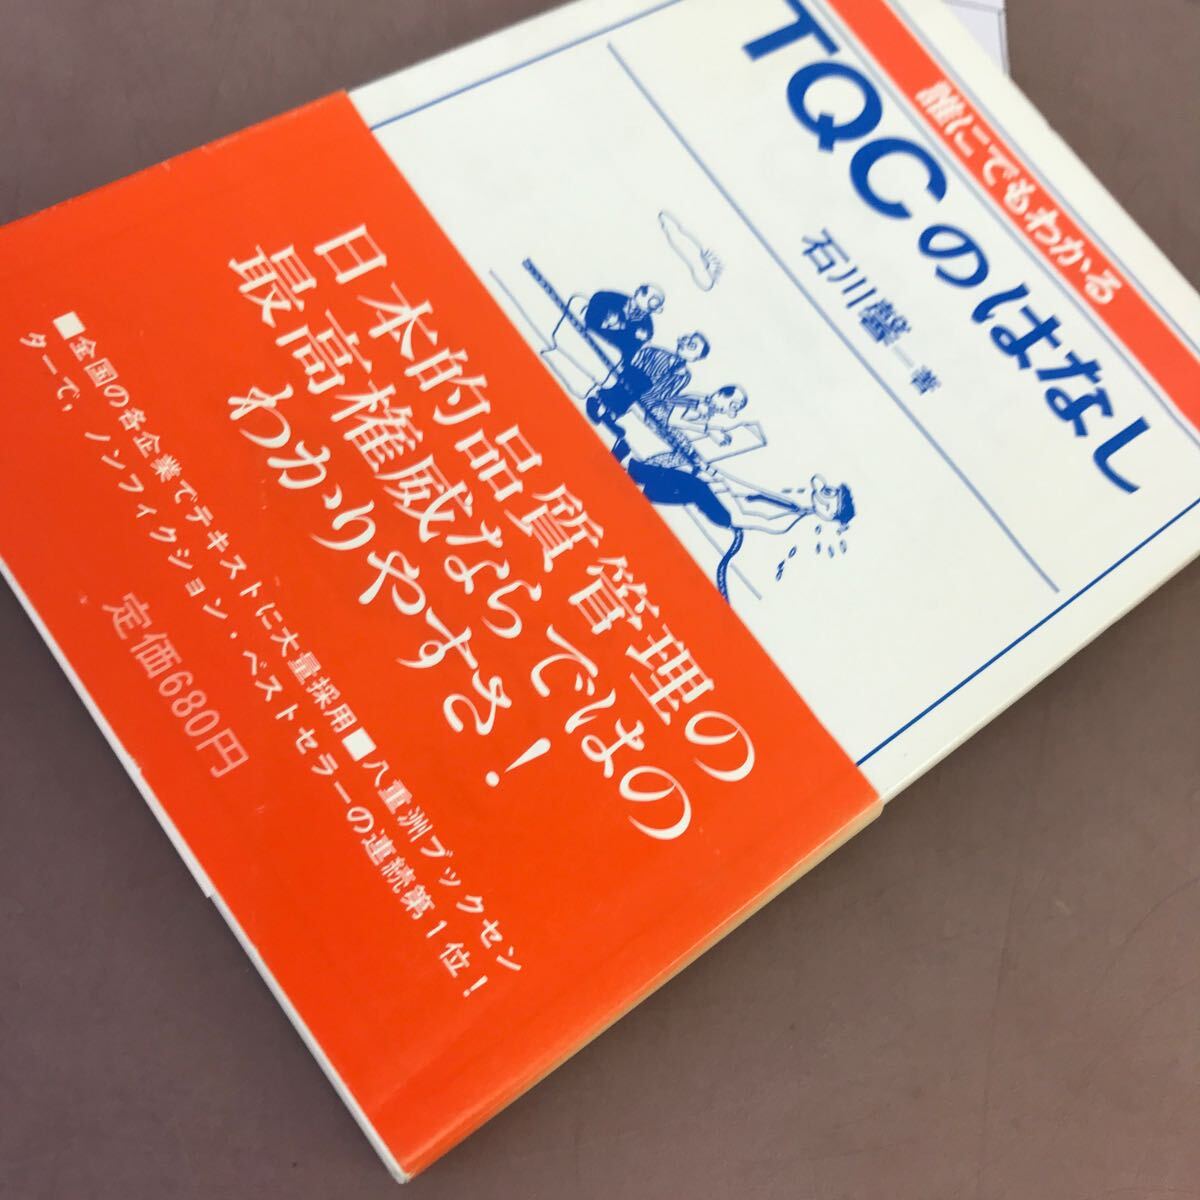 誰にでもわかる
TQCのはなし
石川馨一著
日本的品質管理の
最高権威ならではの
わかりやすさ！
■全国の各企業でテキストに大量採用■八重洲ブックセン
ターで，ノンフィクション・ベストセラーの連続第1位！
定価680円